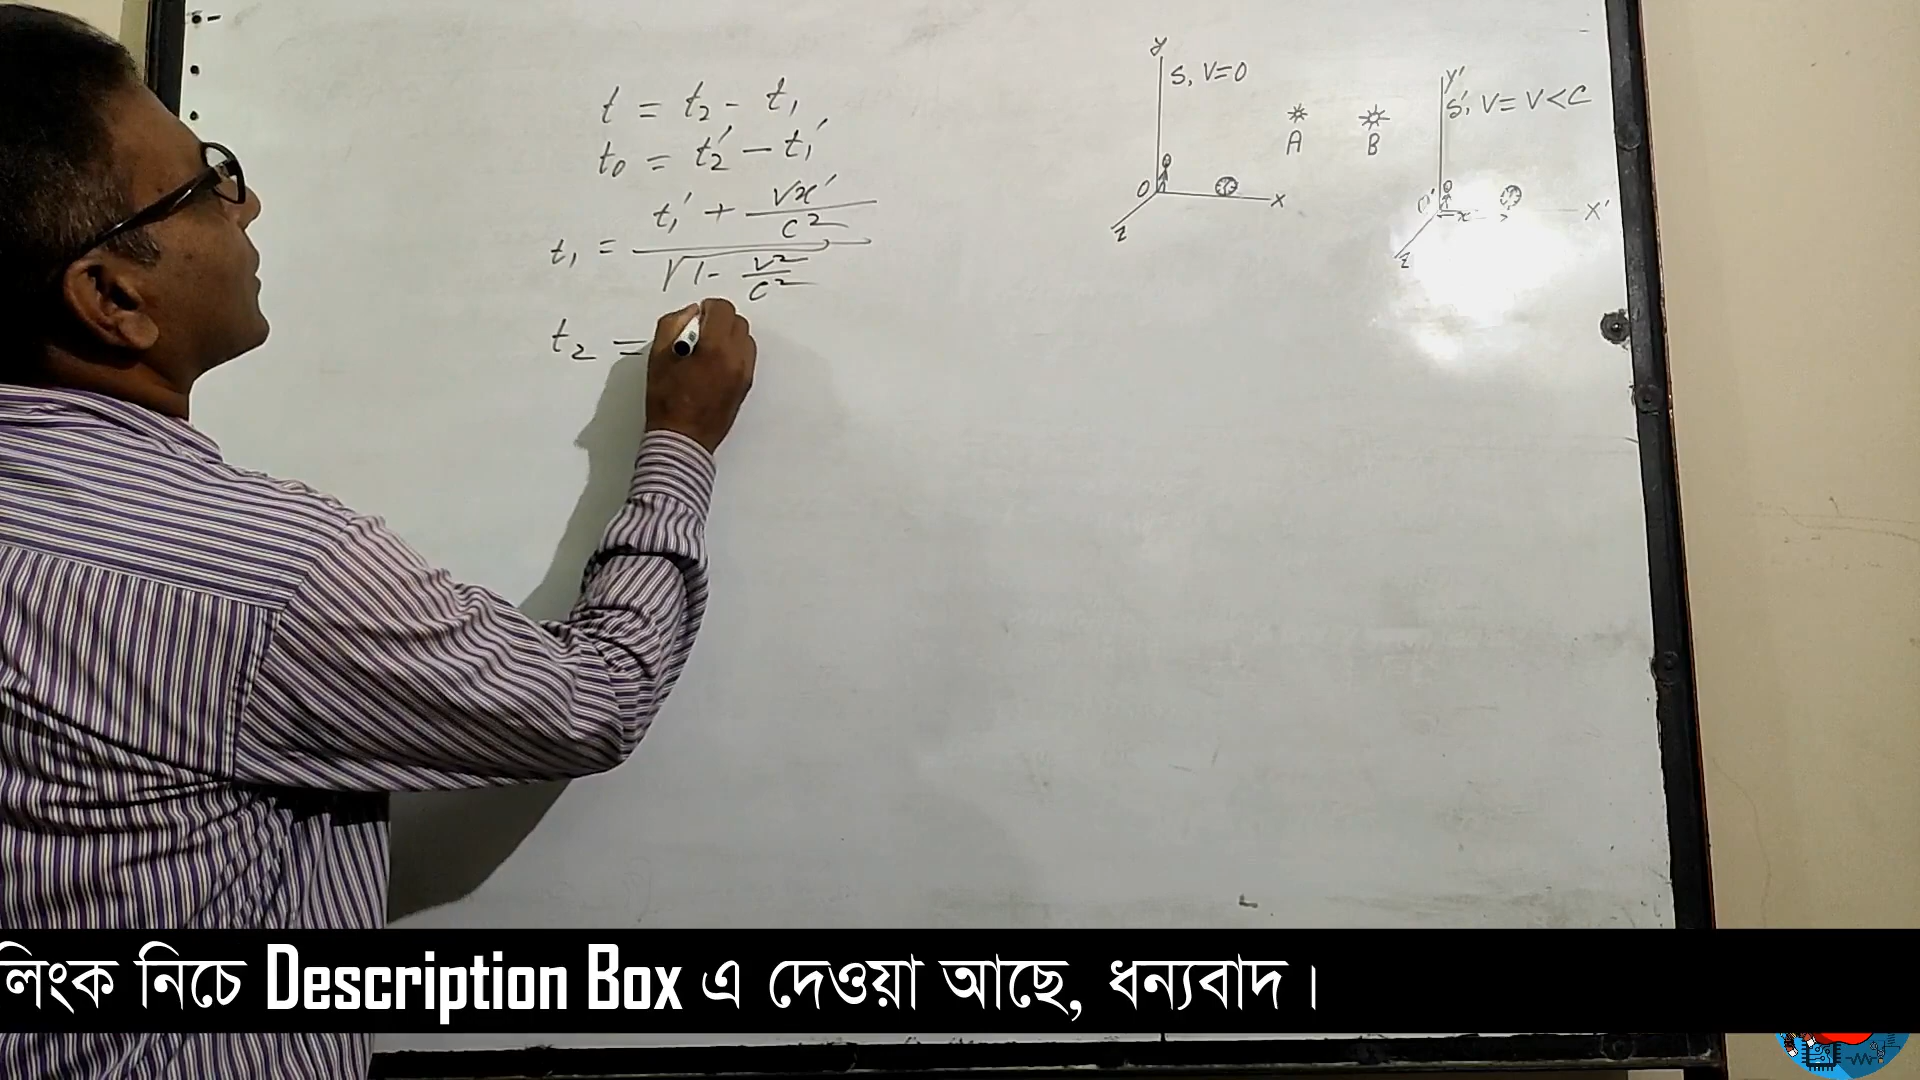 t = t₂ - t₁
t₀ = t₂' - t₁'
t₁ = (t₁' + vx'/c²) / √(1 - v²/c²)
t₂ =
y
S, V=0
A
B
O
x
z
y'
S', V= V<C
O'
x
x'
z'
লিংক নিচে Description Box এ দেওয়া আছে, ধন্যবাদ।